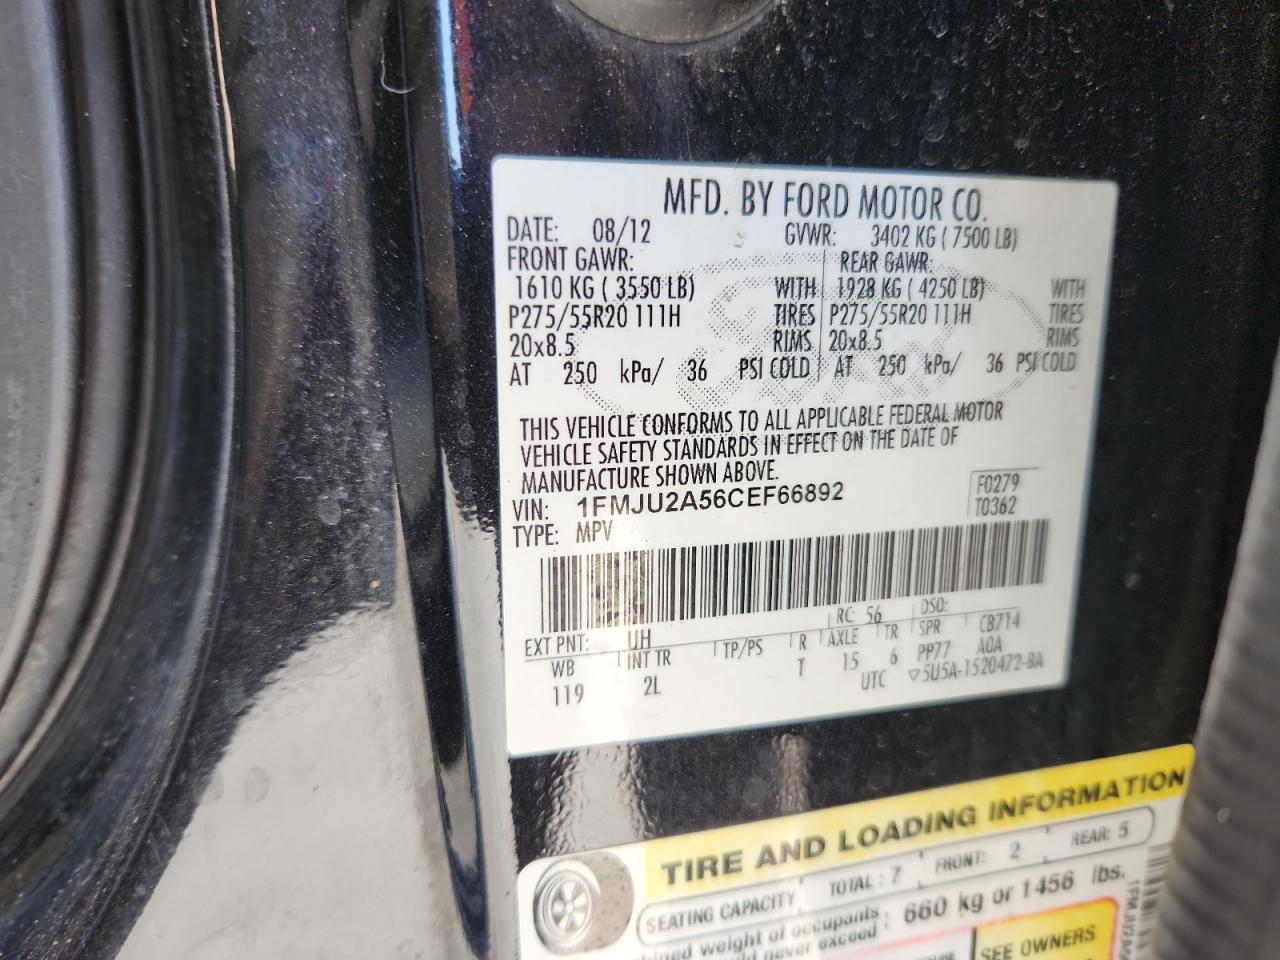 MFD. BY FORD MOTOR CO.
DATE: 08/12 GVWR: 3402 KG ( 7500 LB)
FRONT GAWR: REAR GAWR:
1610 KG ( 3550 LB) WITH 1928 KG ( 4250 LB) WITH
P275/55R20 111H TIRES P275/55R20 111H TIRES
20x8.5 RIMS 20x8.5 RIMS
AT 250 kPa/ 36 PSI COLD AT 250 kPa/ 36 PSI COLD
THIS VEHICLE CONFORMS TO ALL APPLICABLE FEDERAL MOTOR
VEHICLE SAFETY STANDARDS IN EFFECT ON THE DATE OF
MANUFACTURE SHOWN ABOVE.
VIN: 1FMJU2A56CEF66892 F0279
TYPE: MPV T0362
EXT PNT: UH RC: 56 DSO:
WB INT TR TP/PS R AXLE TR SPR CB714
119 2L T 15 6 PP77 AOA
UTC ▽5U5A-1520472-BA
TIRE AND LOADING INFORMATION
SEATING CAPACITY TOTAL : 7 FRONT: 2 REAR: 5
weight of occupants
never exceed : 660 kg or 1456 lbs.
SEE OWNERS